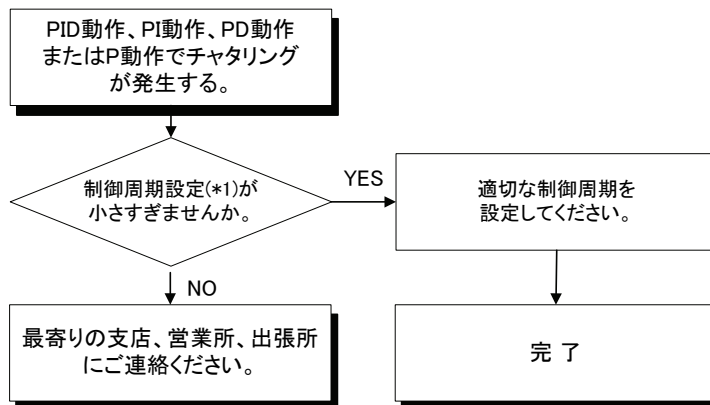 PID動作、PI動作、PD動作
またはP動作でチャタリング
が発生する。
制御周期設定(*1)が
小さすぎませんか。
YES
適切な制御周期を
設定してください。
NO
最寄りの支店、営業所、出張所
にご連絡ください。
完 了